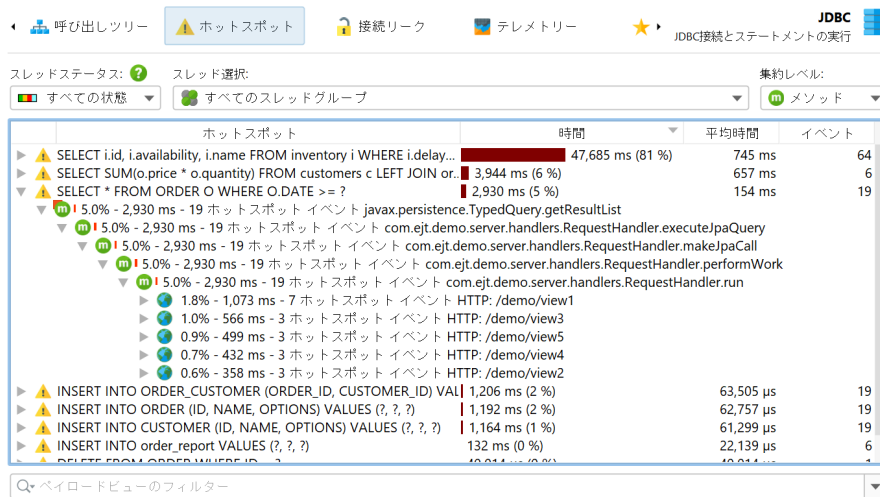 呼び出しツリー ホットスポット 接続リーク テレメトリー JDBC
JDBC接続とステートメントの実行
スレッドステータス: スレッド選択: 集約レベル:
すべての状態 すべてのスレッドグループ メソッド
ホットスポット 時間 平均時間 イベント
SELECT i.id, i.availability, i.name FROM inventory i WHERE i.delay... 47,685 ms (81 %) 745 ms 64
SELECT SUM(o.price * o.quantity) FROM customers c LEFT JOIN or... 3,944 ms (6 %) 657 ms 6
SELECT * FROM ORDER O WHERE O.DATE >= ? 2,930 ms (5 %) 154 ms 19
5.0% - 2,930 ms - 19 ホットスポット イベント javax.persistence.TypedQuery.getResultList
5.0% - 2,930 ms - 19 ホットスポット イベント com.ejt.demo.server.handlers.RequestHandler.executeJpaQuery
5.0% - 2,930 ms - 19 ホットスポット イベント com.ejt.demo.server.handlers.RequestHandler.makeJpaCall
5.0% - 2,930 ms - 19 ホットスポット イベント com.ejt.demo.server.handlers.RequestHandler.performWork
5.0% - 2,930 ms - 19 ホットスポット イベント com.ejt.demo.server.handlers.RequestHandler.run
1.8% - 1,073 ms - 7 ホットスポット イベント HTTP: /demo/view1
1.0% - 566 ms - 3 ホットスポット イベント HTTP: /demo/view3
0.9% - 499 ms - 3 ホットスポット イベント HTTP: /demo/view5
0.7% - 432 ms - 3 ホットスポット イベント HTTP: /demo/view4
0.6% - 358 ms - 3 ホットスポット イベント HTTP: /demo/view2
INSERT INTO ORDER_CUSTOMER (ORDER_ID, CUSTOMER_ID) VAL 1,206 ms (2 %) 63,505 µs 19
INSERT INTO ORDER (ID, NAME, OPTIONS) VALUES (?, ?, ?) 1,192 ms (2 %) 62,757 µs 19
INSERT INTO CUSTOMER (ID, NAME, OPTIONS) VALUES (?, ?, ?) 1,164 ms (1 %) 61,299 µs 19
INSERT INTO order_report VALUES (?, ?, ?) 132 ms (0 %) 22,139 µs 6
ペイロードビューのフィルター